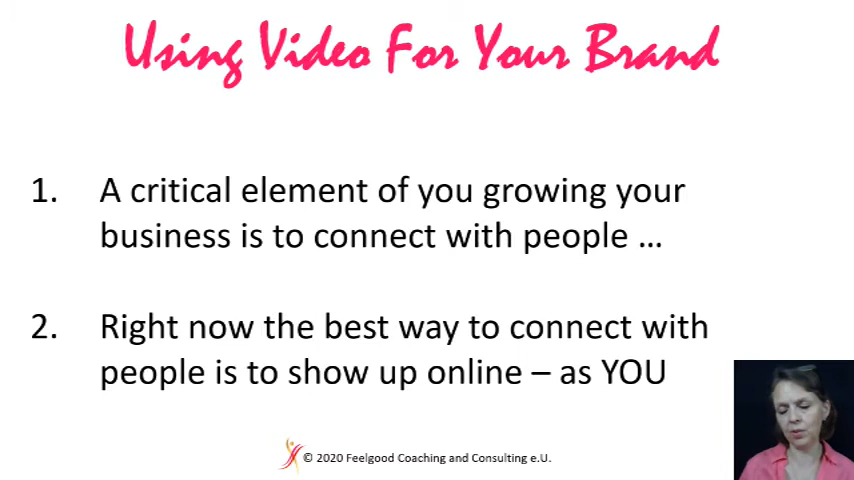 Using Video For Your Brand
1. A critical element of you growing your
business is to connect with people ...
2. Right now the best way to connect with
people is to show up online – as YOU
© 2020 Feelgood Coaching and Consulting e.U.